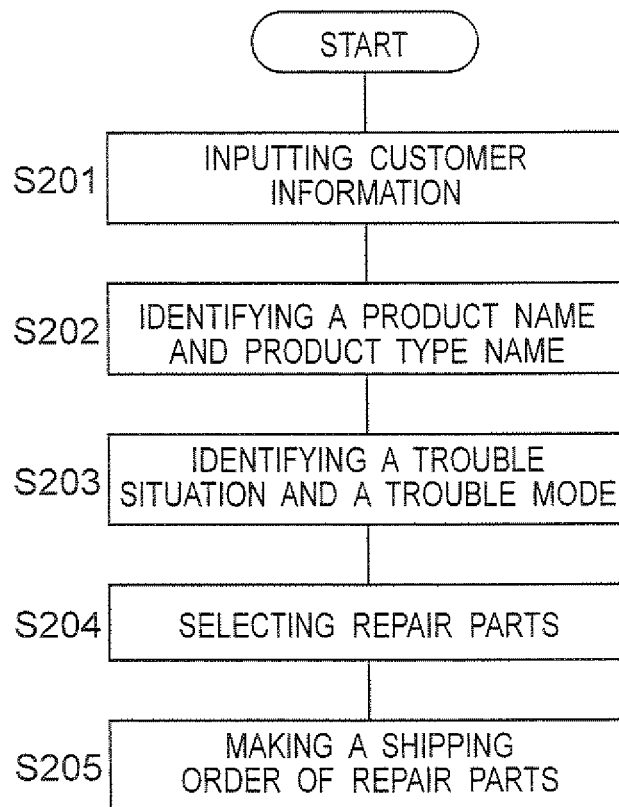 START
S201
INPUTTING CUSTOMER
INFORMATION
S202
IDENTIFYING A PRODUCT NAME
AND PRODUCT TYPE NAME
S203
IDENTIFYING A TROUBLE
SITUATION AND A TROUBLE MODE
S204
SELECTING REPAIR PARTS
S205
MAKING A SHIPPING
ORDER OF REPAIR PARTS